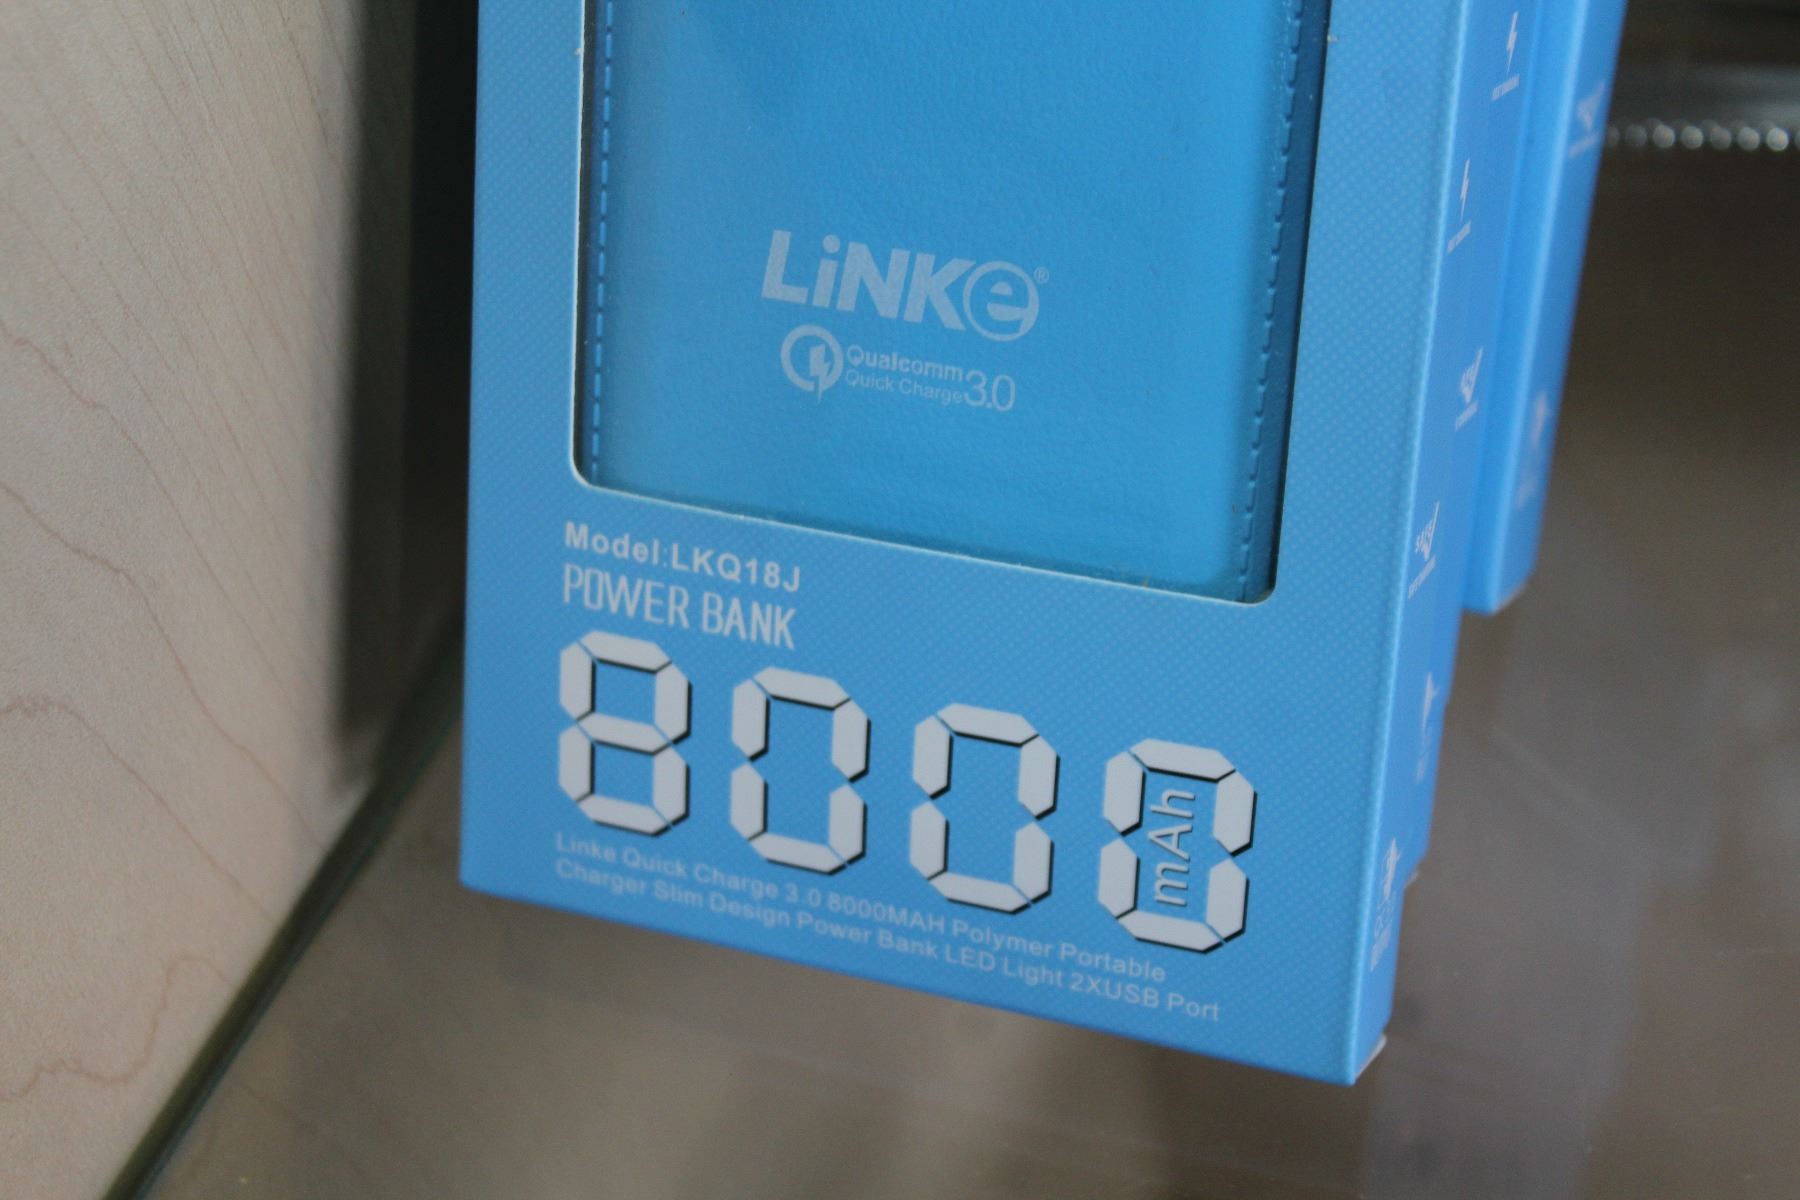 LiNKe®
Qualcomm
Quick Charge 3.0
Model:LKQ18J
POWER BANK
8000 mAh
Linke Quick Charge 3.0 8000MAH Polymer Portable
Charger Slim Design Power Bank LED Light 2XUSB Port